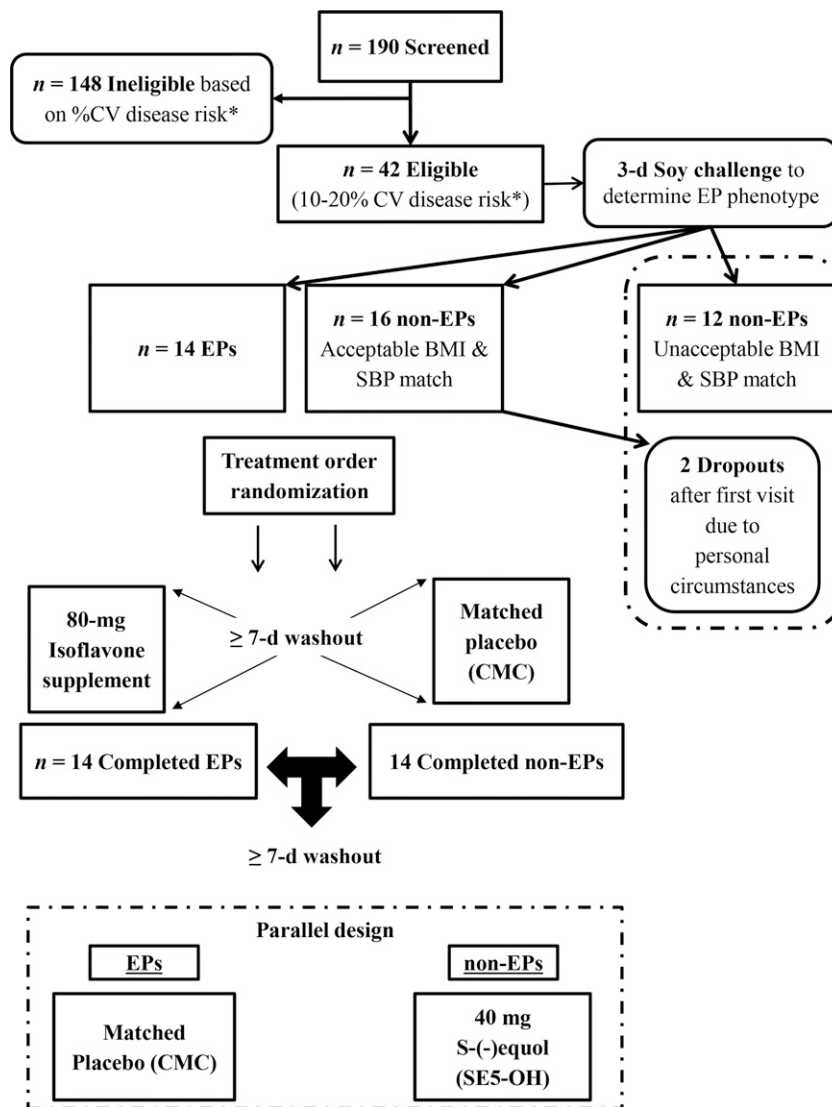 n = 190 Screened
n = 148 Ineligible based
on %CV disease risk*
n = 42 Eligible
(10-20% CV disease risk*)
3-d Soy challenge to
determine EP phenotype
n = 14 EPs
n = 16 non-EPs
Acceptable BMI &
SBP match
n = 12 non-EPs
Unacceptable BMI
& SBP match
2 Dropouts
after first visit
due to
personal
circumstances
Treatment order
randomization
80-mg
Isoflavone
supplement
≥ 7-d washout
Matched
placebo
(CMC)
n = 14 Completed EPs
14 Completed non-EPs
≥ 7-d washout
Parallel design
EPs
non-EPs
Matched
Placebo (CMC)
40 mg
S-(-)equol
(SE5-OH)